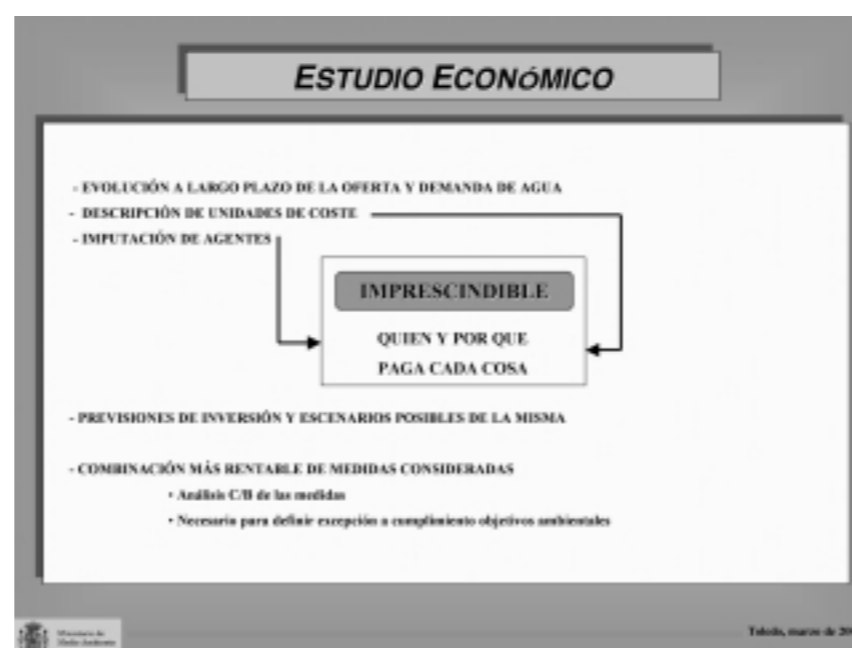 ESTUDIO ECONÓMICO
- EVOLUCIÓN A LARGO PLAZO DE LA OFERTA Y DEMANDA DE AGUA
- DESCRIPCIÓN DE UNIDADES DE COSTE
- IMPUTACIÓN DE AGENTES
IMPRESCINDIBLE
QUIEN Y POR QUE
PAGA CADA COSA
- PREVISIONES DE INVERSIÓN Y ESCENARIOS POSIBLES DE LA MISMA
- COMBINACIÓN MÁS RENTABLE DE MEDIDAS CONSIDERADAS
• Análisis C/B de las medidas
• Necesario para definir excepción a cumplimiento objetivos ambientales
Ministerio de
Medio Ambiente
Toledo, marzo de 20